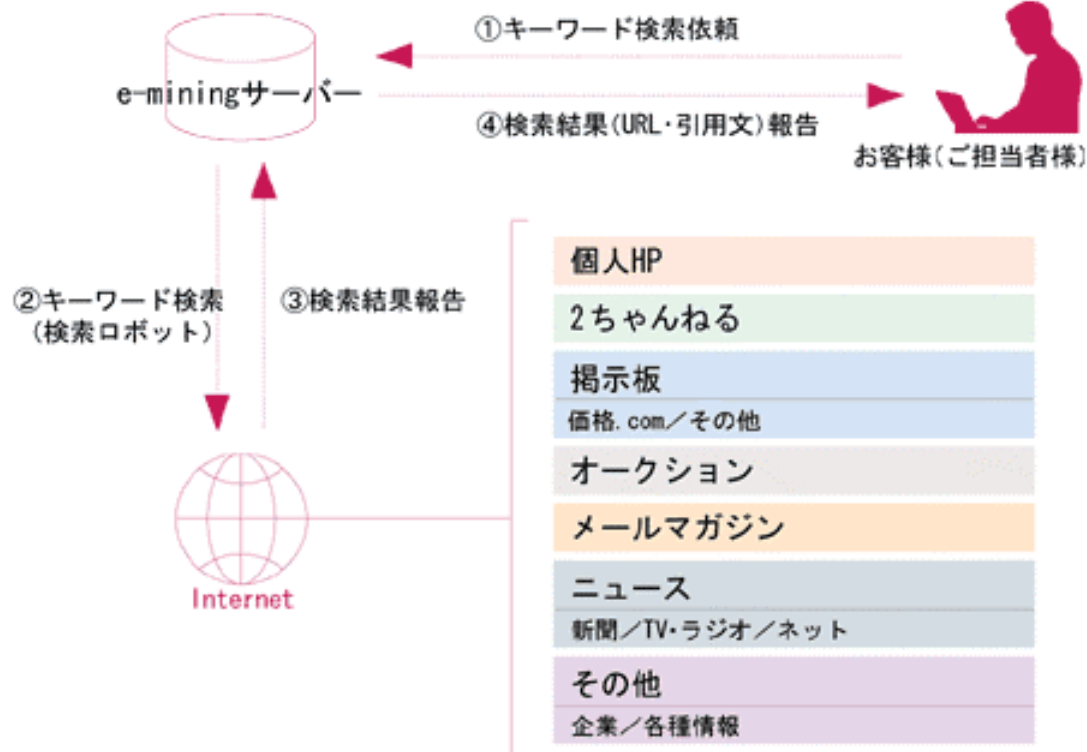 ①キーワード検索依頼
e-miningサーバー
④検索結果(URL・引用文)報告
お客様(ご担当者様)
②キーワード検索
(検索ロボット)
③検索結果報告
Internet
個人HP
2ちゃんねる
掲示板
価格.com／その他
オークション
メールマガジン
ニュース
新聞／TV・ラジオ／ネット
その他
企業／各種情報